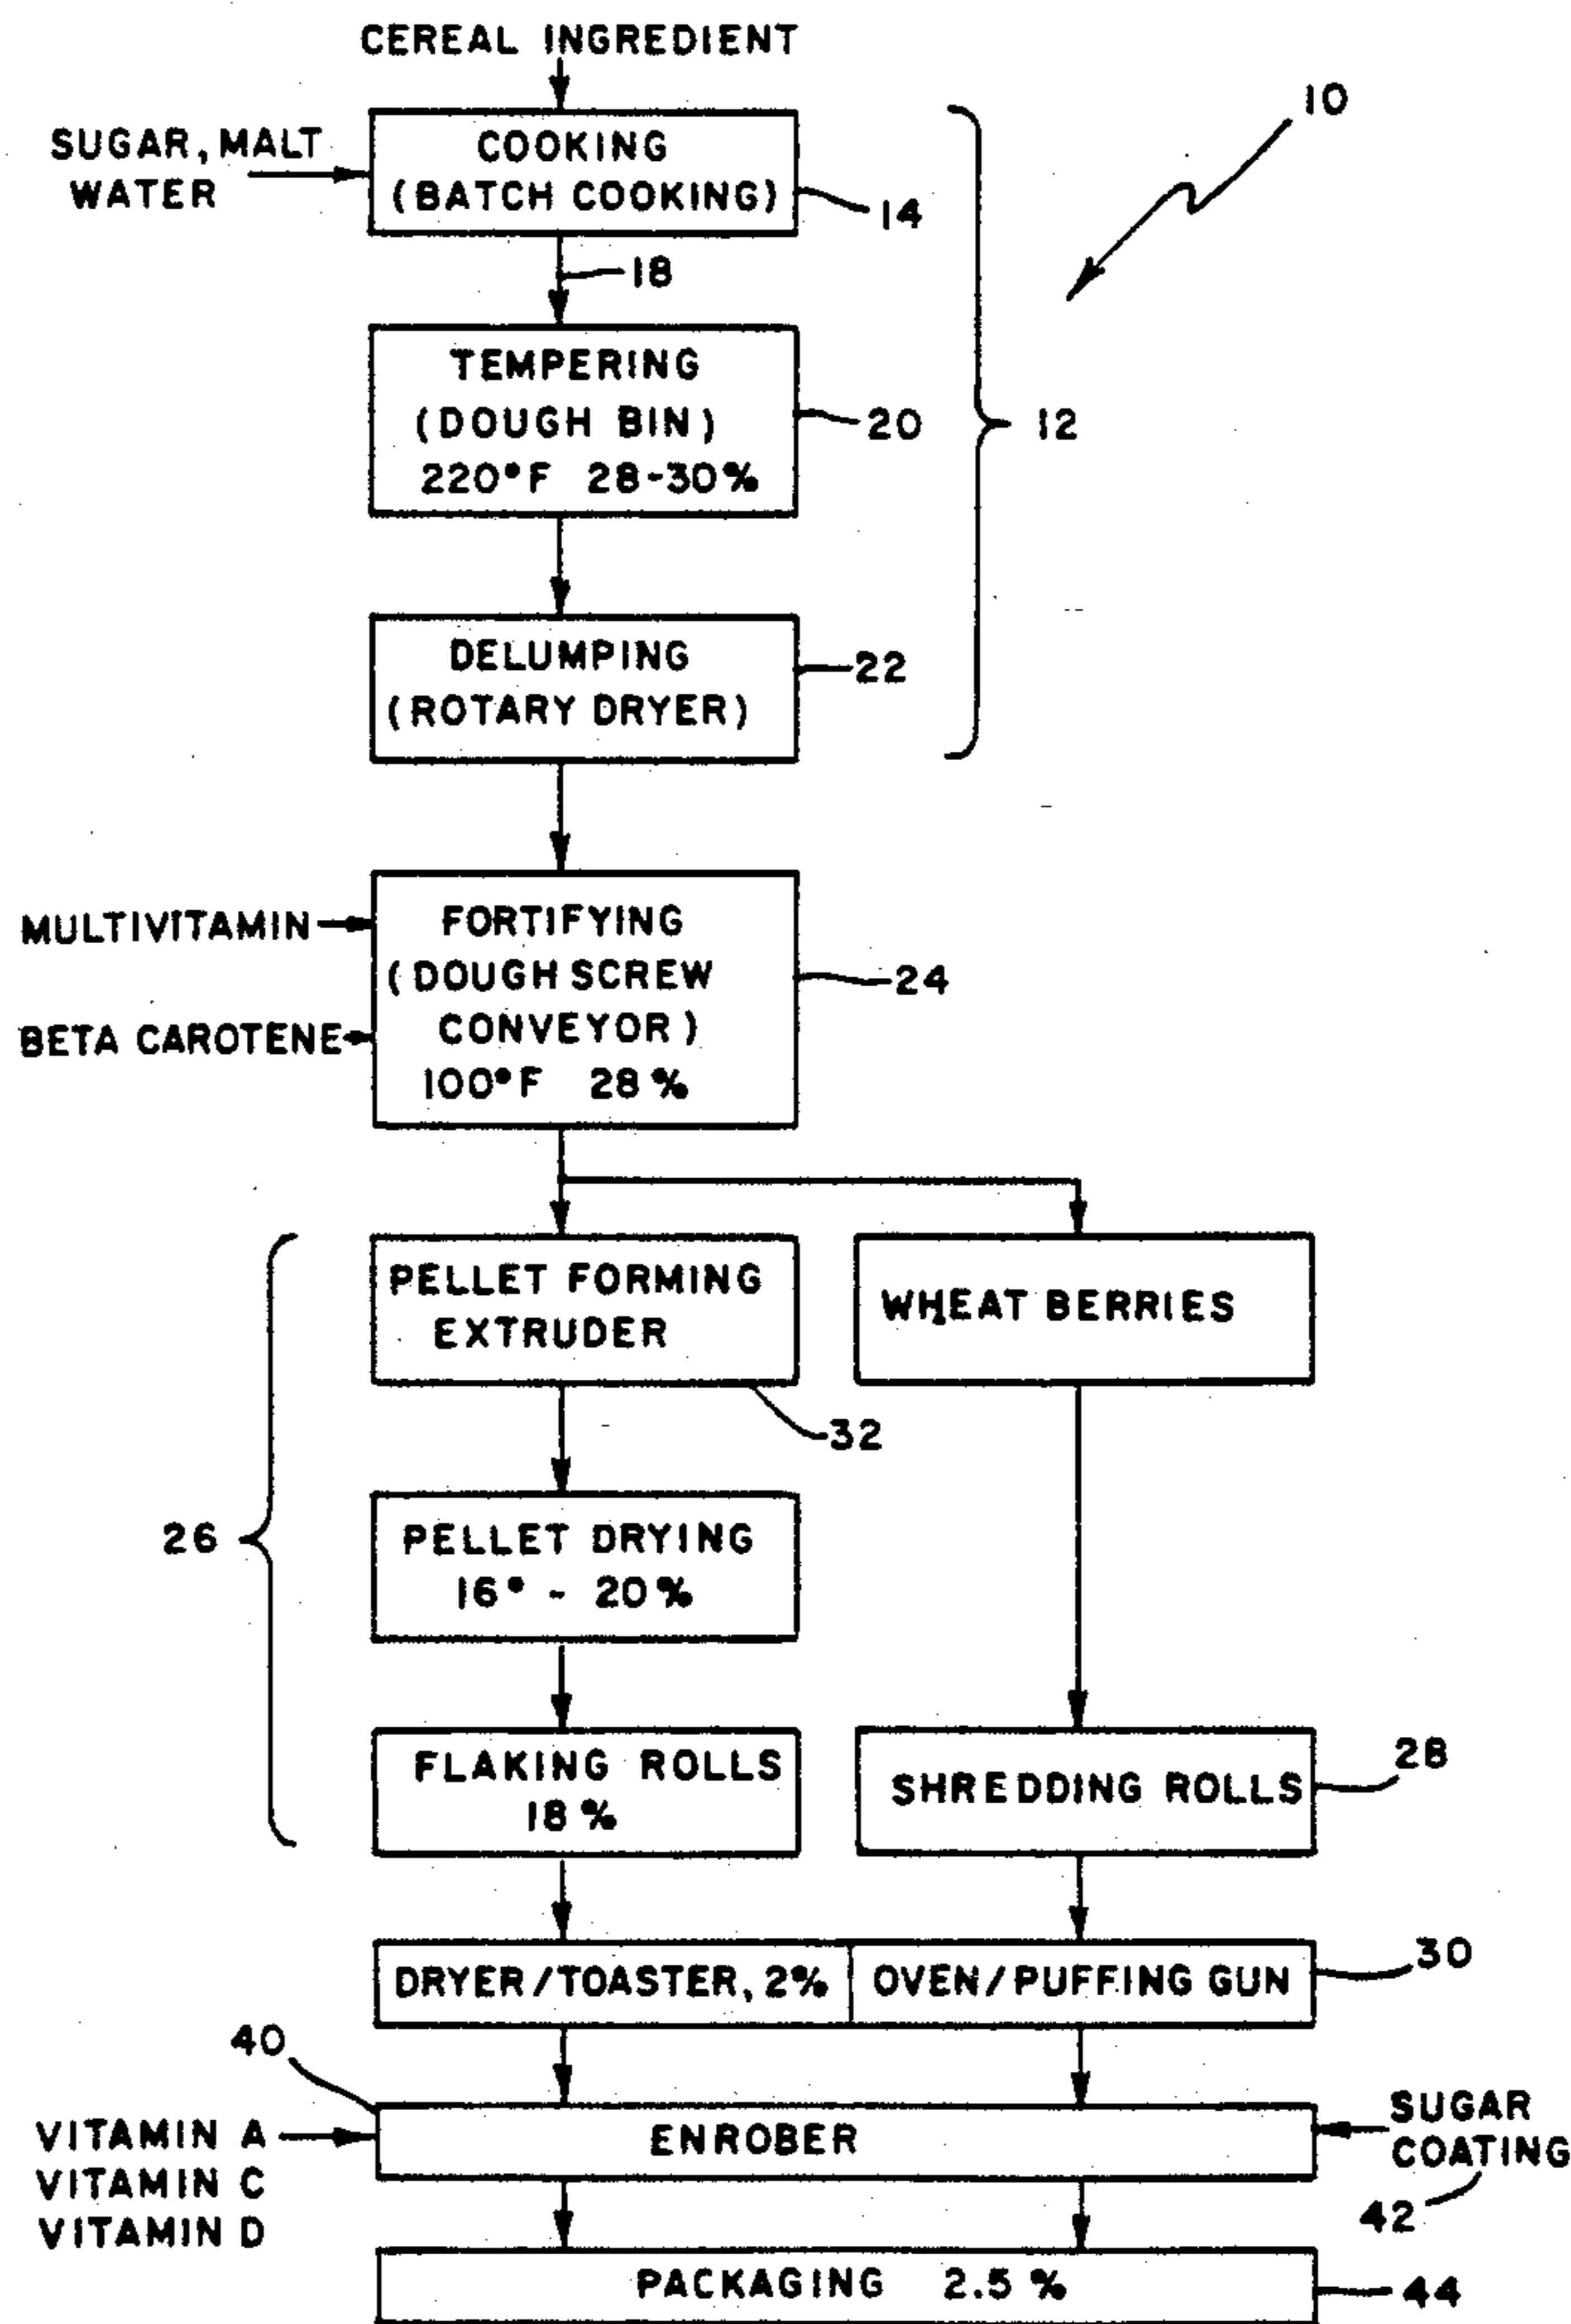 CEREAL INGREDIENT
10
SUGAR, MALT
WATER
COOKING
(BATCH COOKING)
14
18
TEMPERING
(DOUGH BIN)
220°F 28-30%
20
12
DELUMPING
(ROTARY DRYER)
22
MULTIVITAMIN
BETA CAROTENE
FORTIFYING
(DOUGH SCREW
CONVEYOR)
100°F 28%
24
PELLET FORMING
EXTRUDER
WHEAT BERRIES
32
26
PELLET DRYING
16° - 20%
FLAKING ROLLS
18%
SHREDDING ROLLS
28
DRYER/TOASTER, 2%
OVEN/PUFFING GUN
30
40
VITAMIN A
VITAMIN C
VITAMIN D
ENROBER
SUGAR
COATING
42
PACKAGING 2.5%
44